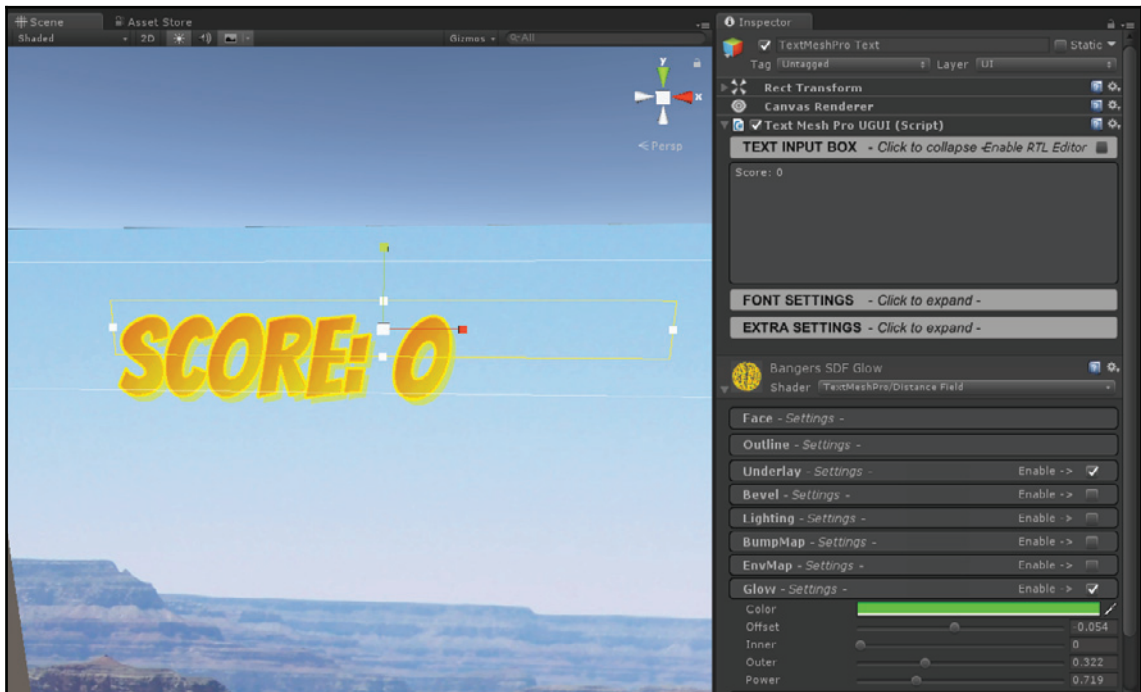 Scene
Asset Store
Shaded
2D
Gizmos
All
y
x
Persp
SCORE: 0
Inspector
TextMeshPro Text
Static
Tag Untagged
Layer UI
Rect Transform
Canvas Renderer
Text Mesh Pro UGUI (Script)
TEXT INPUT BOX - Click to collapse -Enable RTL Editor
Score: 0
FONT SETTINGS - Click to expand -
EXTRA SETTINGS - Click to expand -
Bangers SDF Glow
Shader TextMeshPro/Distance Field
Face - Settings -
Outline - Settings -
Underlay - Settings - Enable ->
Bevel - Settings - Enable ->
Lighting - Settings - Enable ->
BumpMap - Settings - Enable ->
EnvMap - Settings - Enable ->
Glow - Settings - Enable ->
Color
Offset -0.054
Inner 0
Outer 0.322
Power 0.719